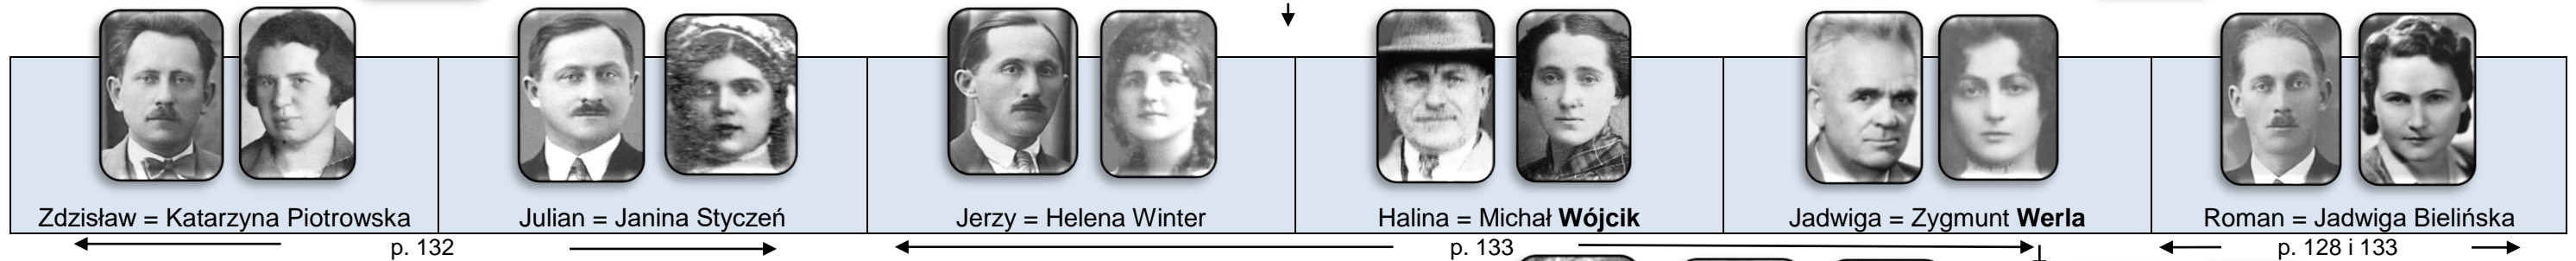 Zdzisław = Katarzyna Piotrowska
Julian = Janina Styczeń
Jerzy = Helena Winter
Halina = Michał Wójcik
Jadwiga = Zygmunt Werla
Roman = Jadwiga Bielińska
p. 132
p. 133
p. 128 i 133